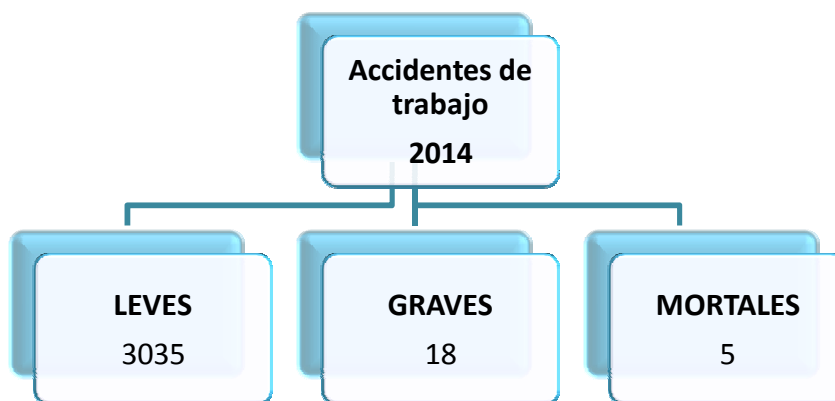 Accidentes de
trabajo
2014
LEVES
3035
GRAVES
18
MORTALES
5